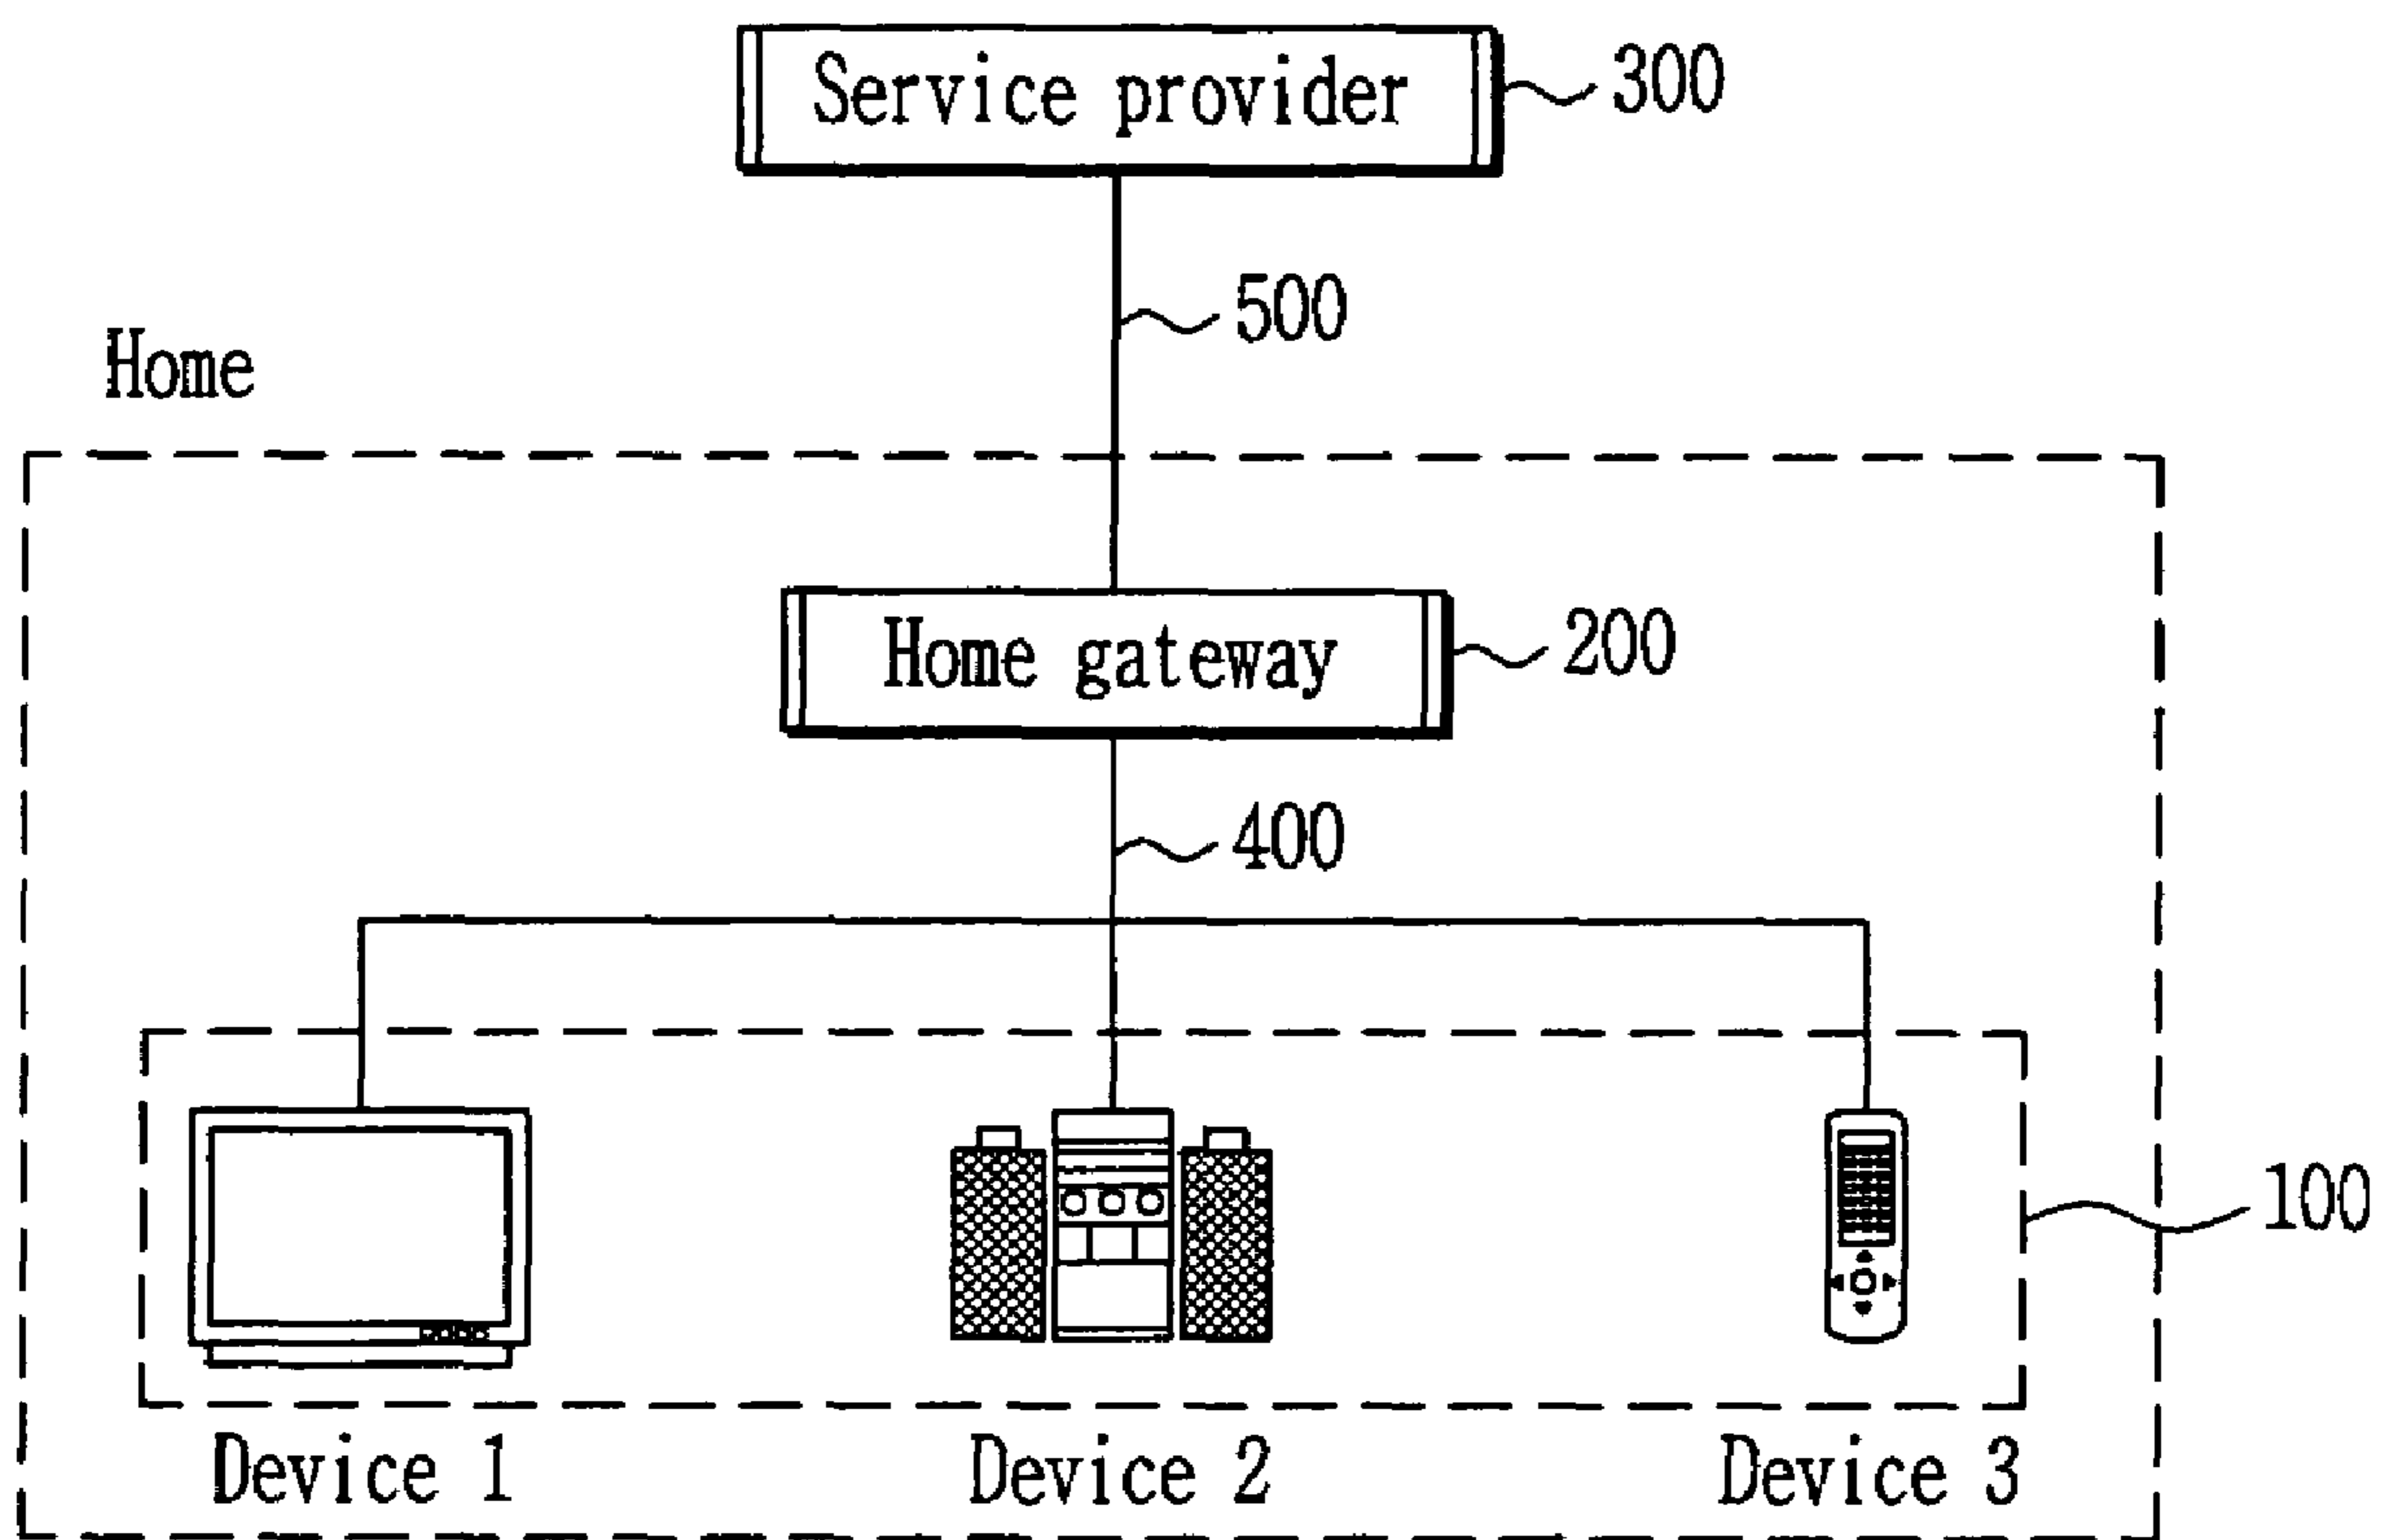 Service provider
300
500
Home
Home gateway
200
400
100
Device 1
Device 2
Device 3